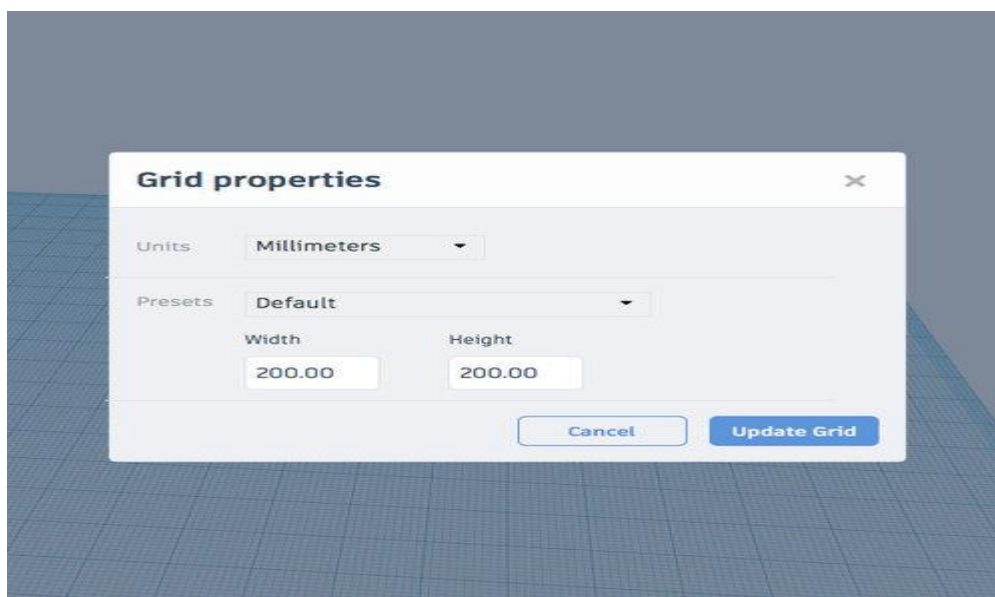 Grid properties
Units Millimeters
Presets Default
Width Height
200.00 200.00
Cancel Update Grid